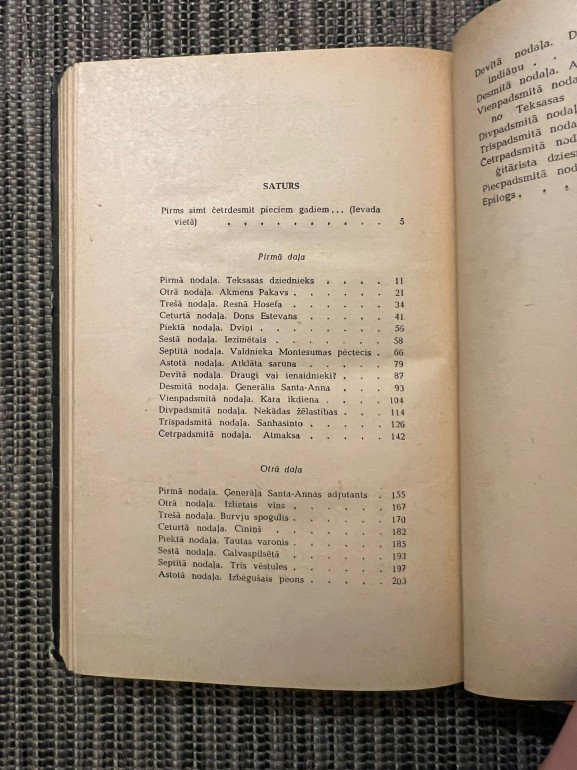 SATURS
Pirms simt četrdesmit pieciem gadiem... (Ievada
vietā) . . . . . . . . . . 5
Pirmā daļa
Pirmā nodaļa. Teksasas dziednieks . . . . 11
Otrā nodaļa. Akmens Pakavs . . . . . . 21
Trešā nodaļa. Resnā Hosefa . . . . . . 34
Ceturtā nodaļa. Dons Estevans . . . . . 41
Piektā nodaļa. Dvīņi . . . . . . . . 56
Sestā nodaļa. Iezīmētais . . . . . . . 58
Septītā nodaļa. Valdnieka Montesumas pēctecis . 66
Astotā nodaļa. Atklāta saruna . . . . . 79
Devītā nodaļa. Draugi vai ienaidnieki? . . . 87
Desmitā nodaļa. Ģenerālis Santa-Anna . . . 93
Vienpadsmitā nodaļa. Kara ikdiena . . . . 104
Divpadsmitā nodaļa. Nekādas žēlastības . . . 114
Trīspadsmitā nodaļa. Sanhasinto . . . . . 126
Četrpadsmitā nodaļa. Atmaksa . . . . . 142
Otrā daļa
Pirmā nodaļa. Ģenerāļa Santa-Annas adjutants . 155
Otrā nodaļa. Izlietais vīns . . . . . . 167
Trešā nodaļa. Burvju spogulis . . . . . 170
Ceturtā nodaļa. Cīniņš . . . . . . . 182
Piektā nodaļa. Tautas varonis . . . . . . 185
Sestā nodaļa. Galvaspilsētā . . . . . . 193
Septītā nodaļa. Trīs vēstules . . . . . . 197
Astotā nodaļa. Izbēgušais peons . . . . . 203
Devītā nodaļa. D
indiāņu . .
Desmitā nodaļa. A
Vienpadsmitā noda
no Teksasas
Divpadsmitā nodaļ
Trīspadsmitā nodaļ
Četrpadsmitā nod
ģitārista dziesm
Piecpadsmitā nod
Epilogs . . . .